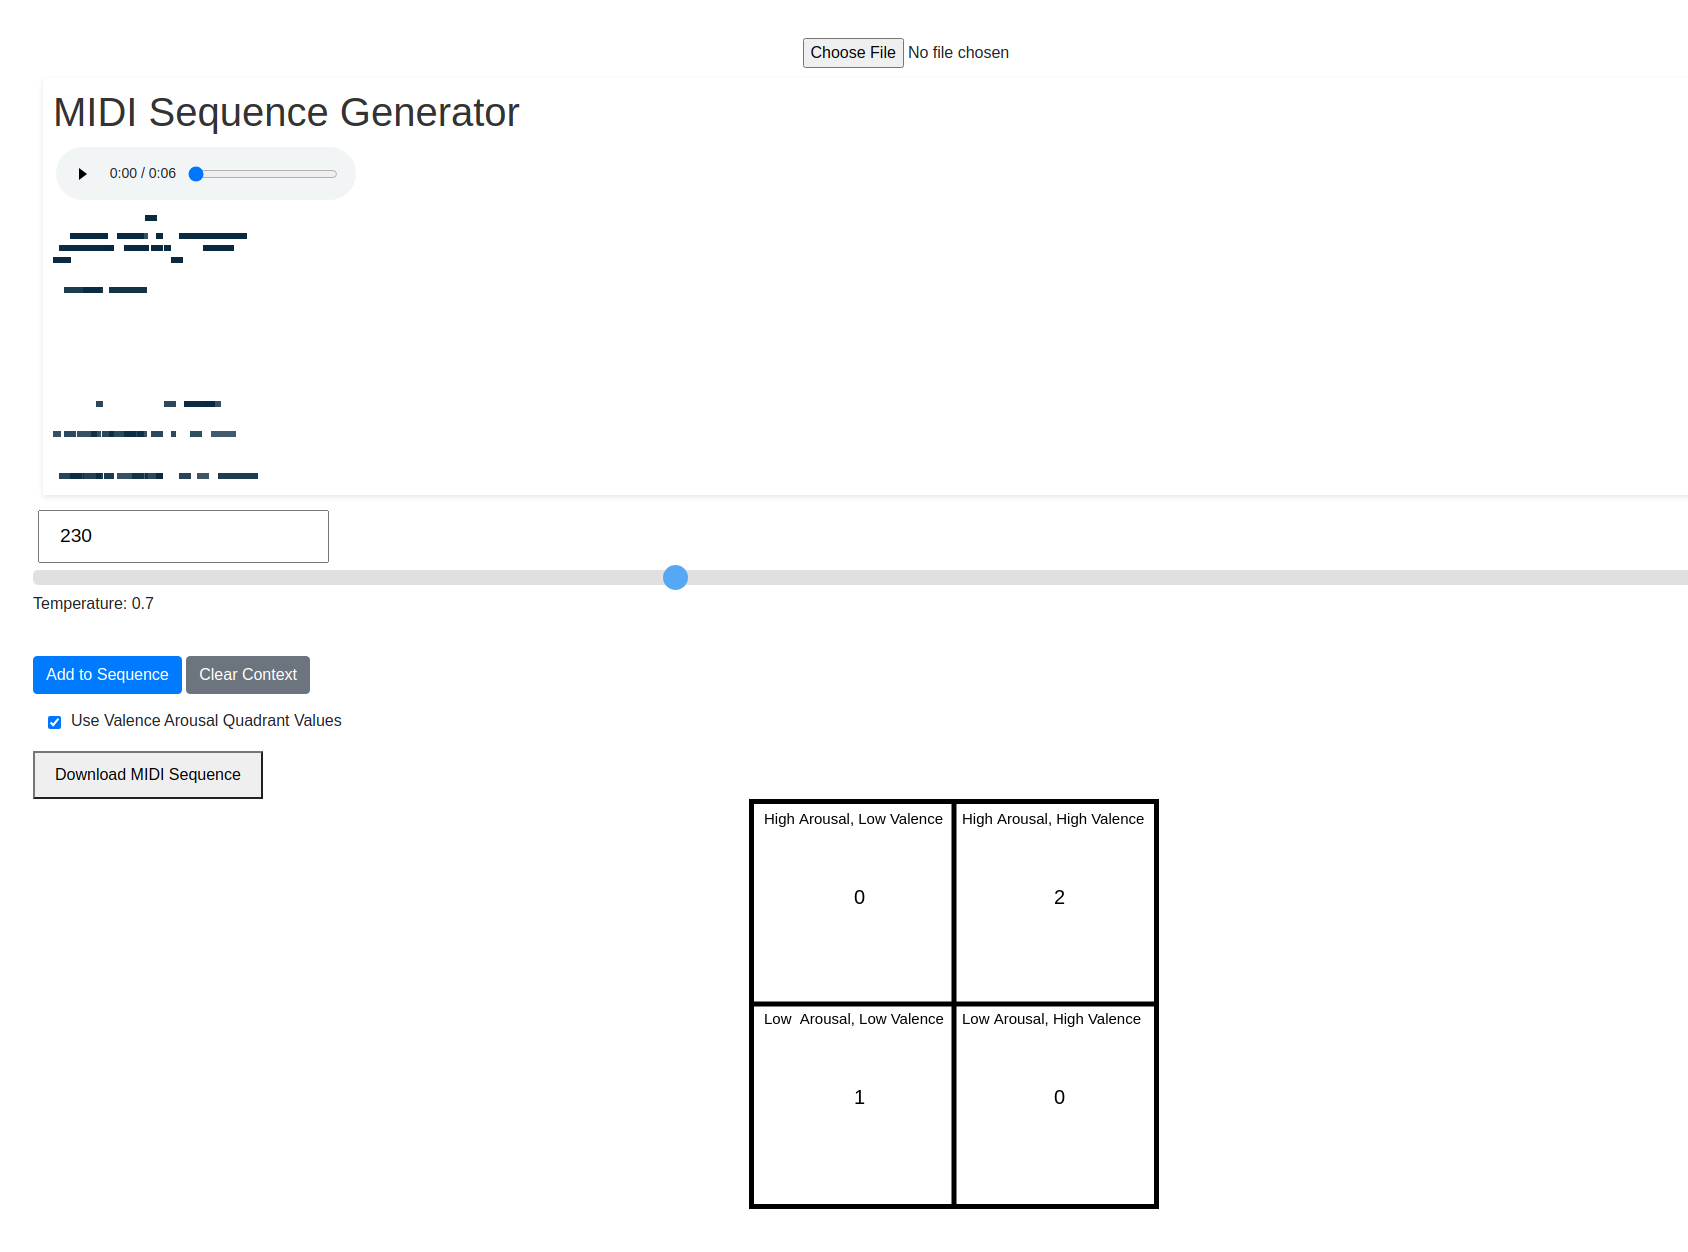 Choose File No file chosen
MIDI Sequence Generator
0:00 / 0:06
230
Temperature: 0.7
Add to Sequence Clear Context
Use Valence Arousal Quadrant Values
Download MIDI Sequence
High Arousal, Low Valence High Arousal, High Valence
0 2
Low Arousal, Low Valence Low Arousal, High Valence
1 0